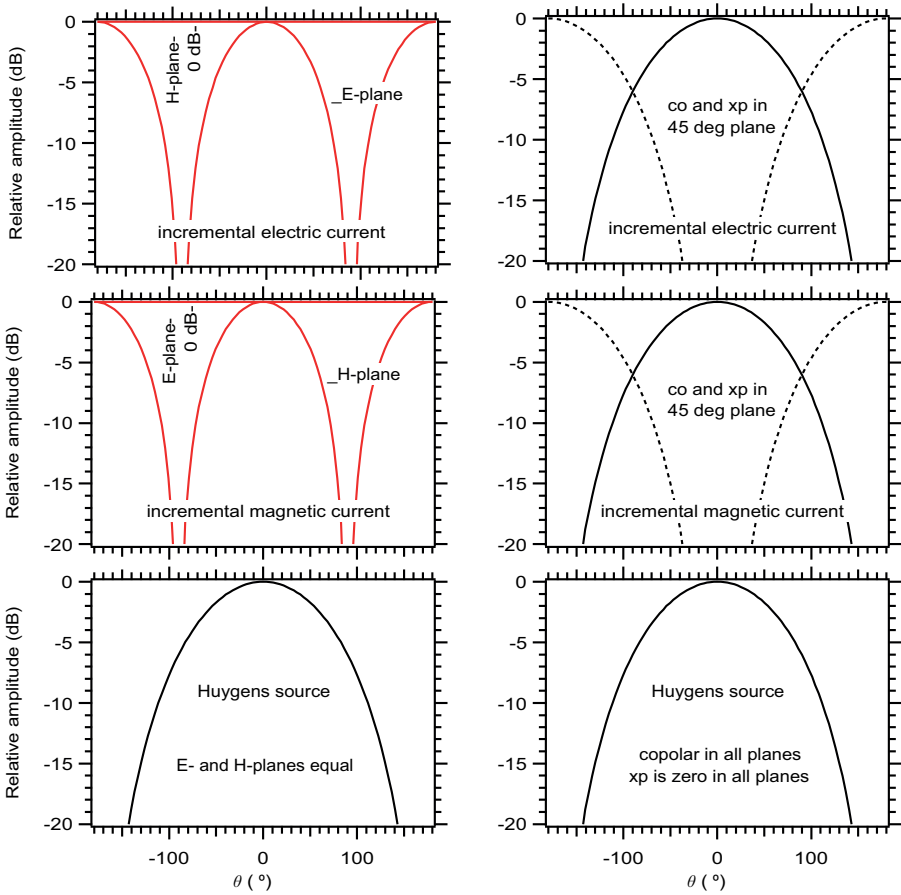 Relative amplitude (dB)
0
-5
-10
-15
-20
H-plane-
0 dB-
_E-plane
incremental electric current
0
-5
-10
-15
-20
co and xp in
45 deg plane
incremental electric current
Relative amplitude (dB)
0
-5
-10
-15
-20
E-plane-
0 dB-
_H-plane
incremental magnetic current
0
-5
-10
-15
-20
co and xp in
45 deg plane
incremental magnetic current
Relative amplitude (dB)
0
-5
-10
-15
-20
Huygens source
E- and H-planes equal
-100 0 100
θ ( º)
0
-5
-10
-15
-20
Huygens source
copolar in all planes
xp is zero in all planes
-100 0 100
θ ( º)